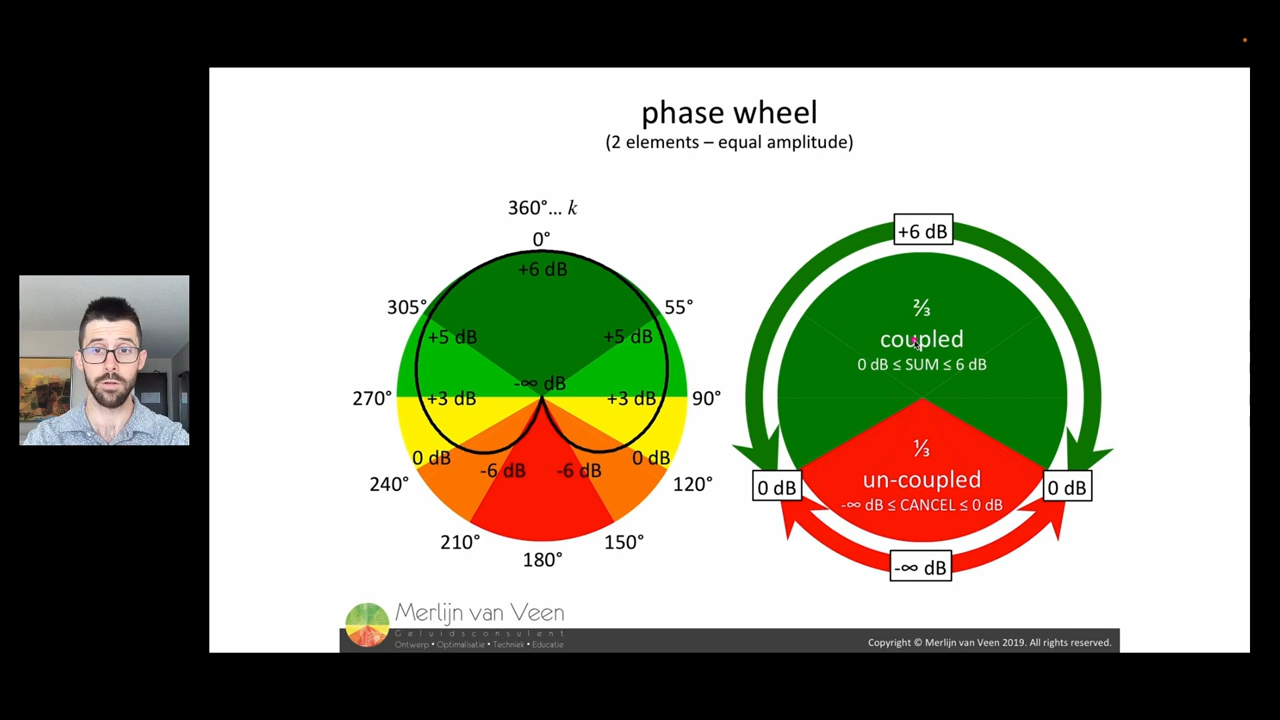 phase wheel
(2 elements – equal amplitude)
360°... k
0°
+6 dB
305°
55°
+5 dB
+5 dB
-∞ dB
270°
+3 dB
+3 dB
90°
0 dB
-6 dB
-6 dB
0 dB
240°
120°
210°
150°
180°
+6 dB
⅔
coupled
0 dB ≤ SUM ≤ 6 dB
⅓
un-coupled
-∞ dB ≤ CANCEL ≤ 0 dB
0 dB
0 dB
-∞ dB
Merlijn van Veen
Geluidsconsulent
Ontwerp • Optimalisatie • Techniek • Educatie
Copyright © Merlijn van Veen 2019. All rights reserved.